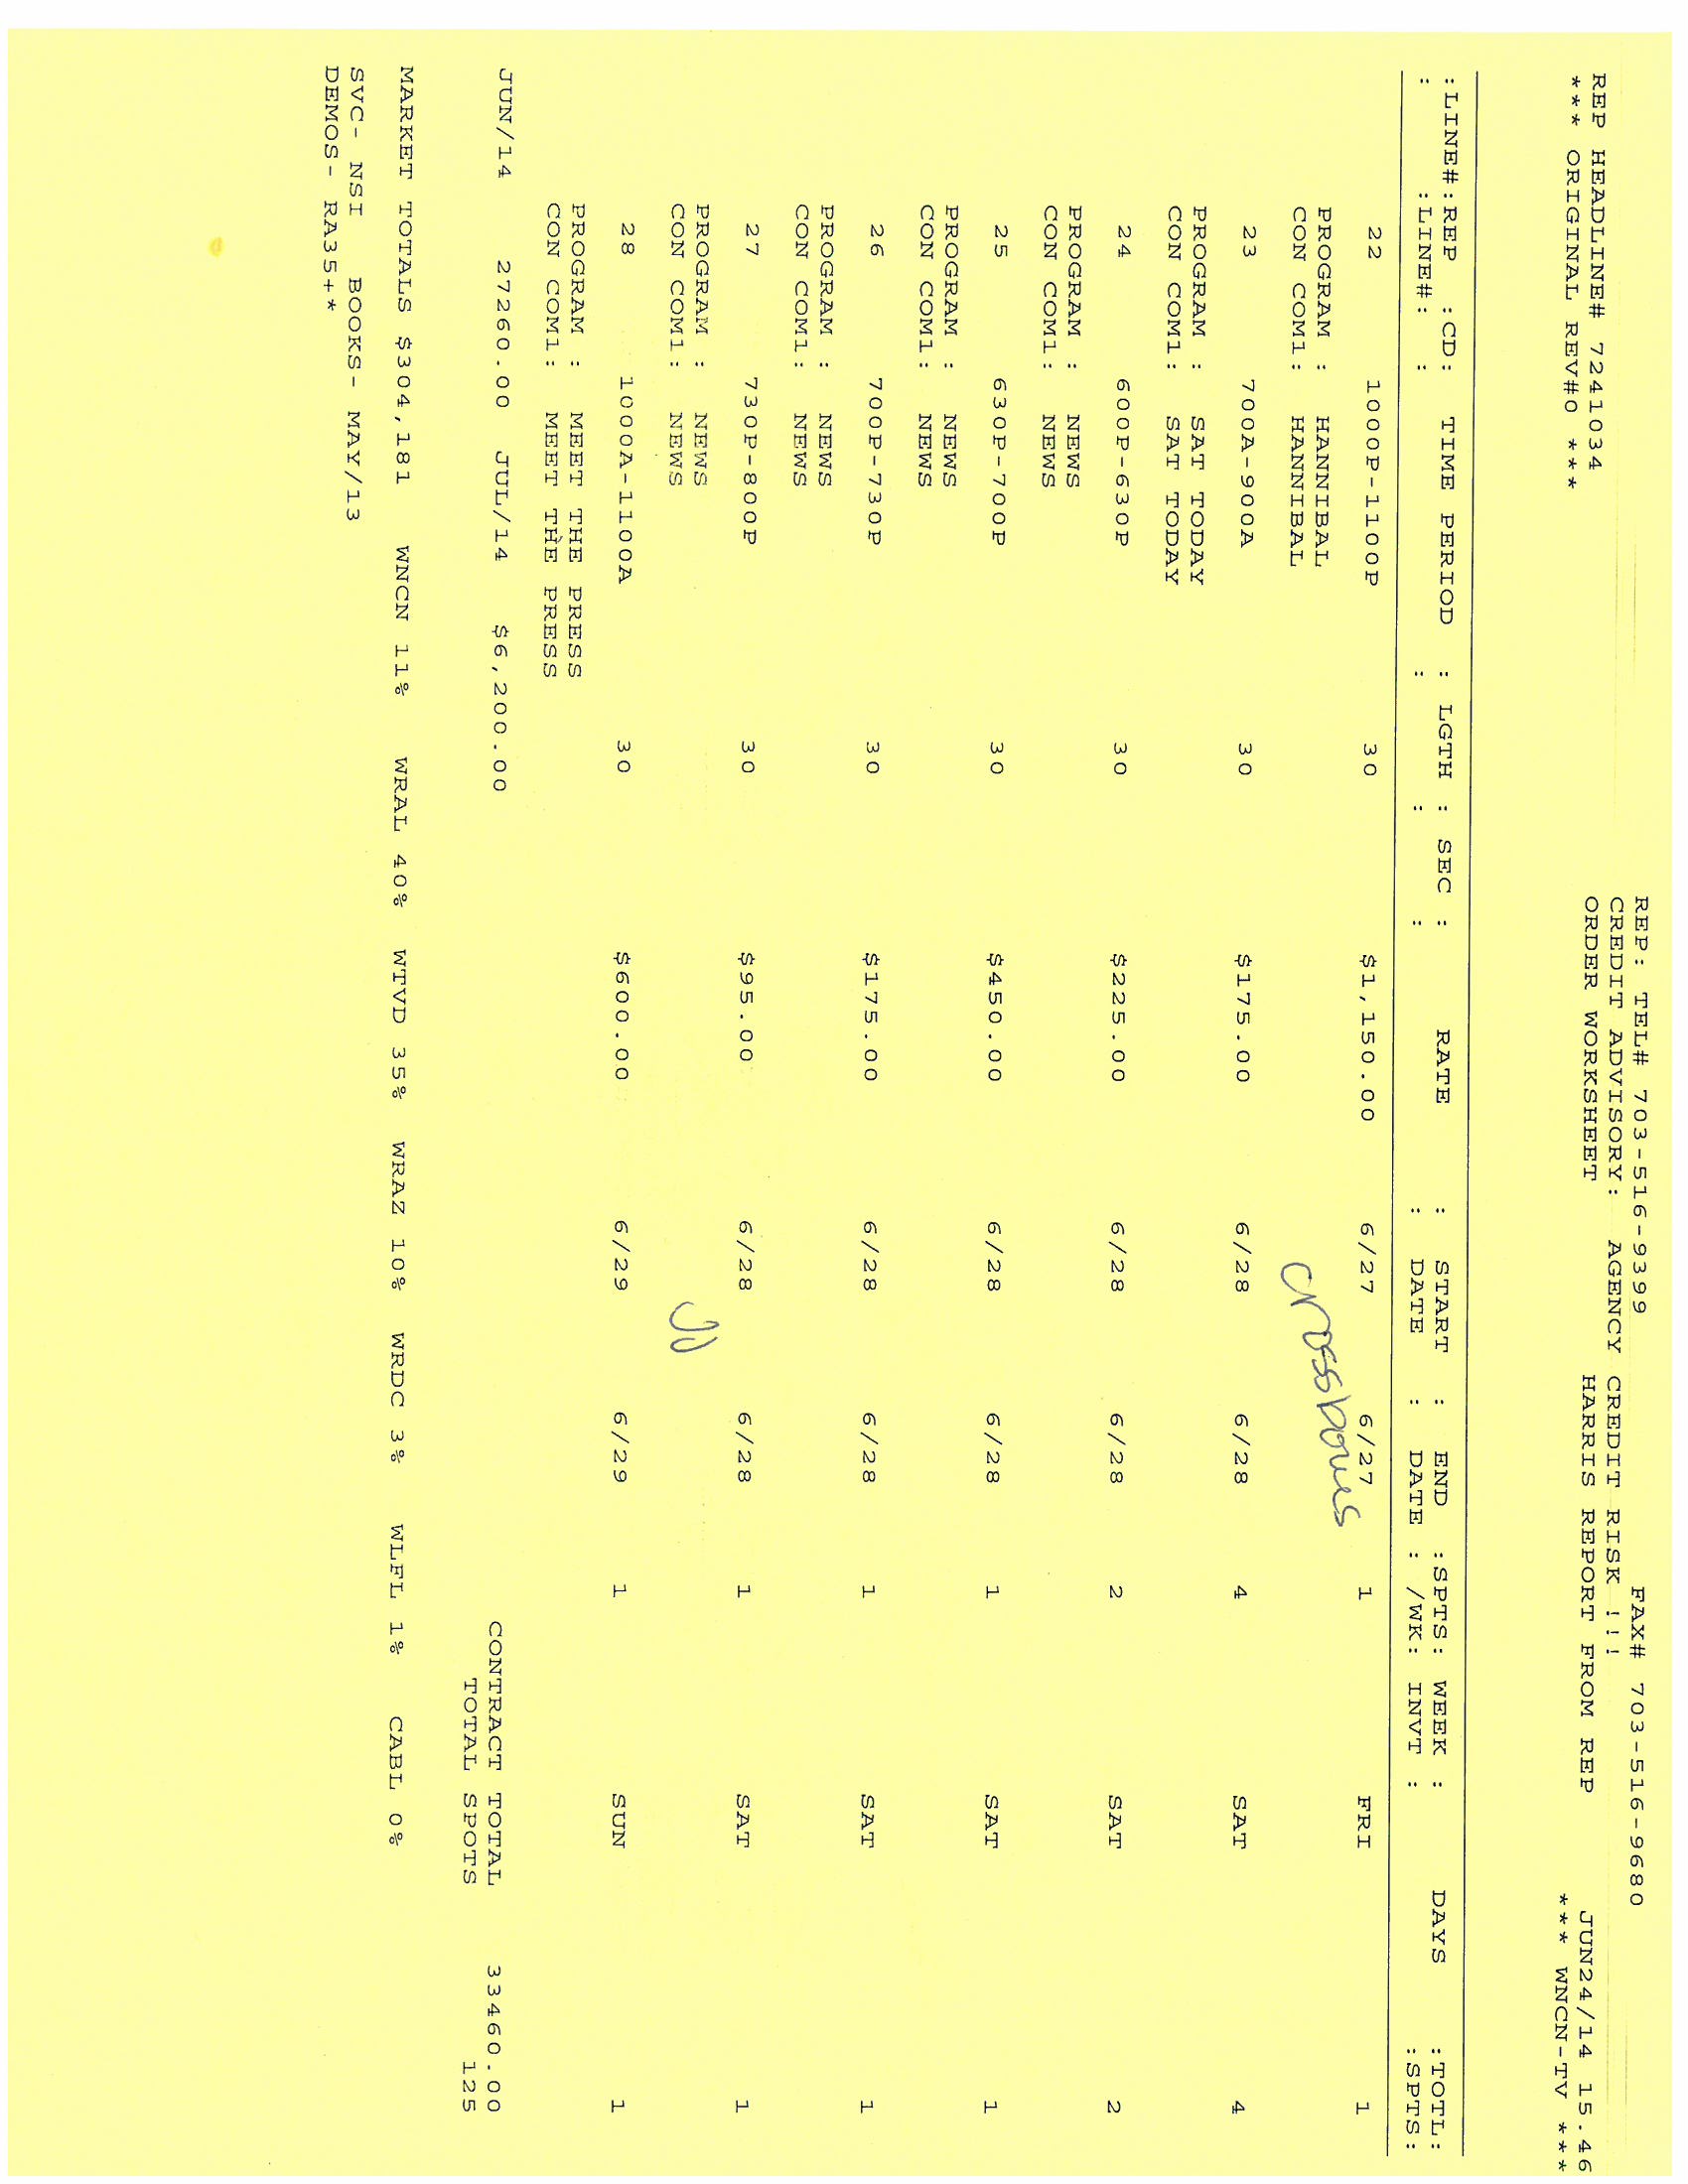 REP: TEL# 703-516-9399 FAX# 703-516-9680
CREDIT ADVISORY: AGENCY CREDIT RISK !!!
REP HEADLINE# 7241034 ORDER WORKSHEET HARRIS REPORT FROM REP JUN24/14 15.46
*** ORIGINAL REV#0 *** *** WNCN-TV ***
:LINE#:REP :CD: TIME PERIOD : LGTH : SEC : RATE : START : END :SPTS: WEEK : DAYS :TOTL:
: :LINE#: : : : : : DATE : DATE : /WK: INVT : :SPTS:
22 1000P-1100P 30 $1,150.00 6/27 6/27 1 FRI 1
PROGRAM : HANNIBAL
CON COM1: HANNIBAL
crossbows
23 700A-900A 30 $175.00 6/28 6/28 4 SAT 4
PROGRAM : SAT TODAY
CON COM1: SAT TODAY
24 600P-630P 30 $225.00 6/28 6/28 2 SAT 2
PROGRAM : NEWS
CON COM1: NEWS
25 630P-700P 30 $450.00 6/28 6/28 1 SAT 1
PROGRAM : NEWS
CON COM1: NEWS
26 700P-730P 30 $175.00 6/28 6/28 1 SAT 1
PROGRAM : NEWS
CON COM1: NEWS
27 730P-800P 30 $95.00 6/28 6/28 1 SAT 1
PROGRAM : NEWS
CON COM1: NEWS
28 1000A-1100A 30 $600.00 6/29 6/29 1 SUN 1
PROGRAM : MEET THE PRESS
CON COM1: MEET THE PRESS
JUN/14 27260.00 JUL/14 $6,200.00 CONTRACT TOTAL 33460.00
TOTAL SPOTS 125
MARKET TOTALS $304,181 WNCN 11% WRAL 40% WTVD 35% WRAZ 10% WRDC 3% WLFL 1% CABL 0%
SVC- NSI BOOKS- MAY/13
DEMOS- RA35+*